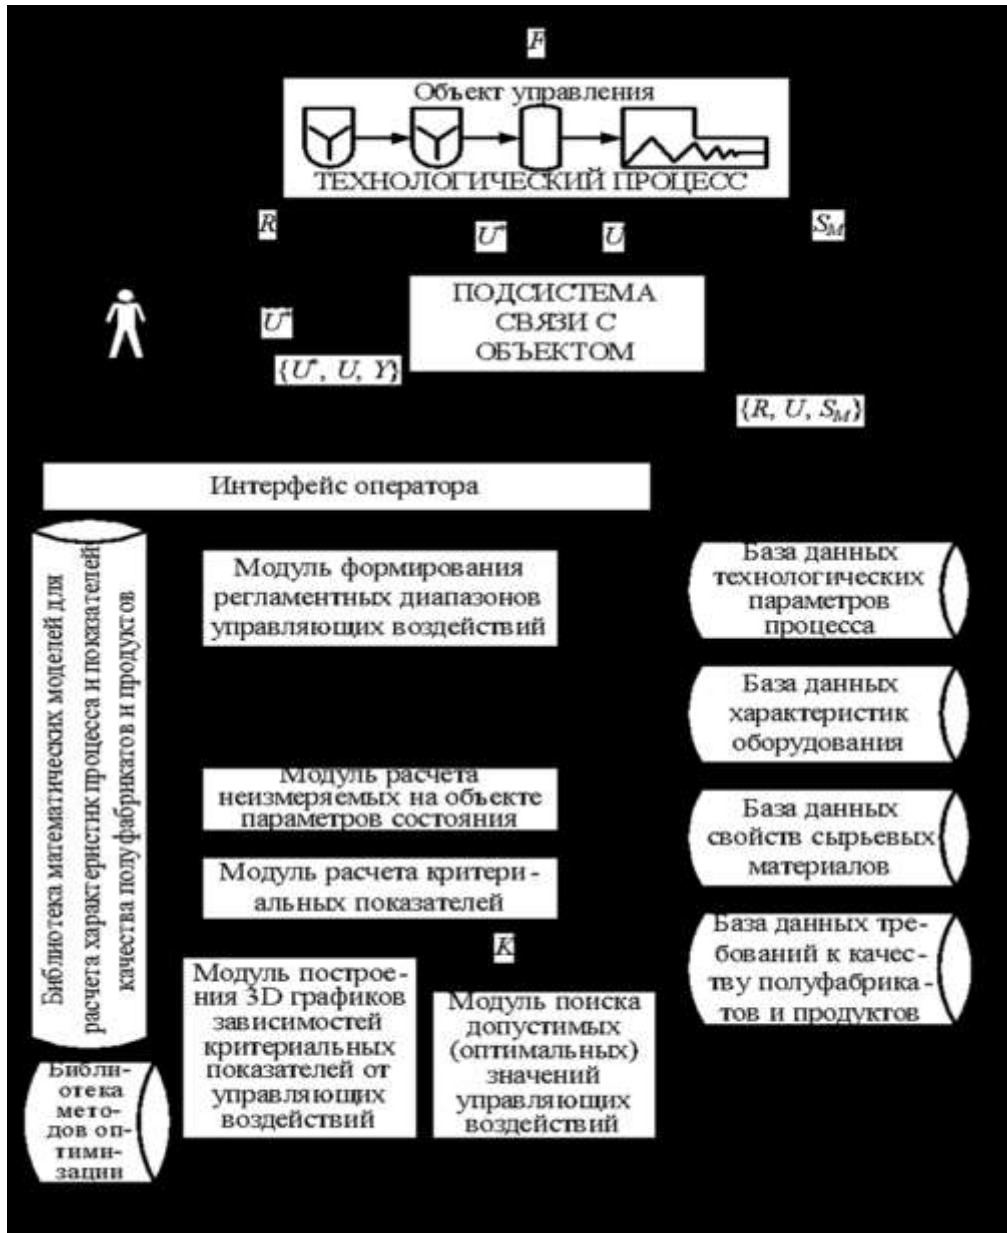 F
Объект управления
ТЕХНОЛОГИЧЕСКИЙ ПРОЦЕСС
R
U*
U
S_M
ПОДСИСТЕМА
СВЯЗИ С
ОБЪЕКТОМ
U*
{U*, U, Y}
{R, U, S_M}
Интерфейс оператора
Библиотека математических моделей для
расчета характеристик процесса и показателей
качества полуфабрикатов и продуктов
Модуль формирования
регламентных диапазонов
управляющих воздействий
База данных
технологических
параметров
процесса
База данных
характеристик
оборудования
Модуль расчета
неизмеряемых на объекте
параметров состояния
База данных
свойств сырьевых
материалов
Модуль расчета критери-
альных показателей
K
База данных тре-
бований к качес-
тву полуфабрика-
тов и продуктов
Модуль построе-
ния 3D графиков
зависимостей
критериальных
показателей от
управляющих
воздействий
Модуль поиска
допустимых
(оптимальных)
значений
управляющих
воздействий
Библи-
отека
мето-
дов оп-
тими-
зации